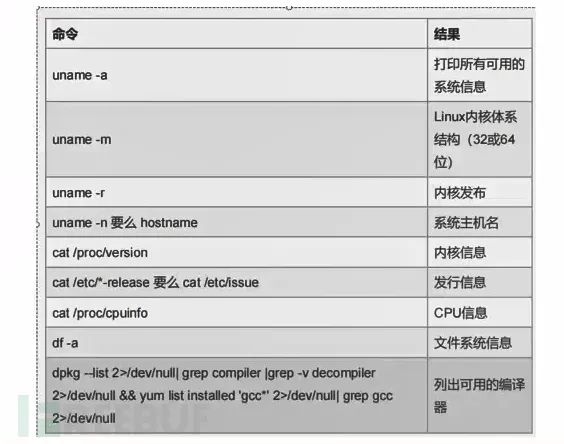 命令 结果
uname -a 打印所有可用的
系统信息
uname -m Linux内核体系
结构（32或64
位）
uname -r 内核发布
uname -n 要么 hostname 系统主机名
cat /proc/version 内核信息
cat /etc/*-release 要么 cat /etc/issue 发行信息
cat /proc/cpuinfo CPU信息
df -a 文件系统信息
dpkg --list 2>/dev/null| grep compiler |grep -v decompiler
2>/dev/null && yum list installed 'gcc*' 2>/dev/null| grep gcc
2>/dev/null
列出可用的编译
器